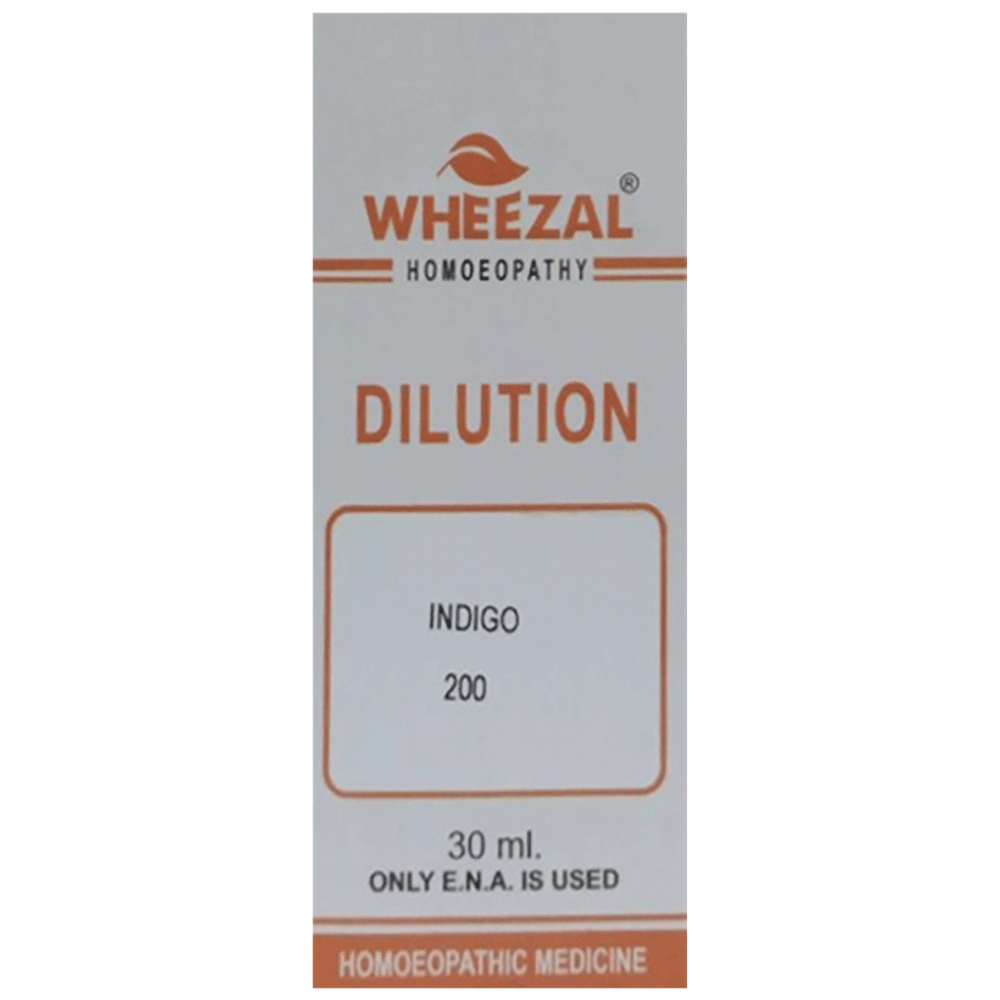 WHEEZAL®
HOMOEOPATHY
DILUTION
INDIGO
200
30 ml.
ONLY E.N.A. IS USED
HOMOEOPATHIC MEDICINE